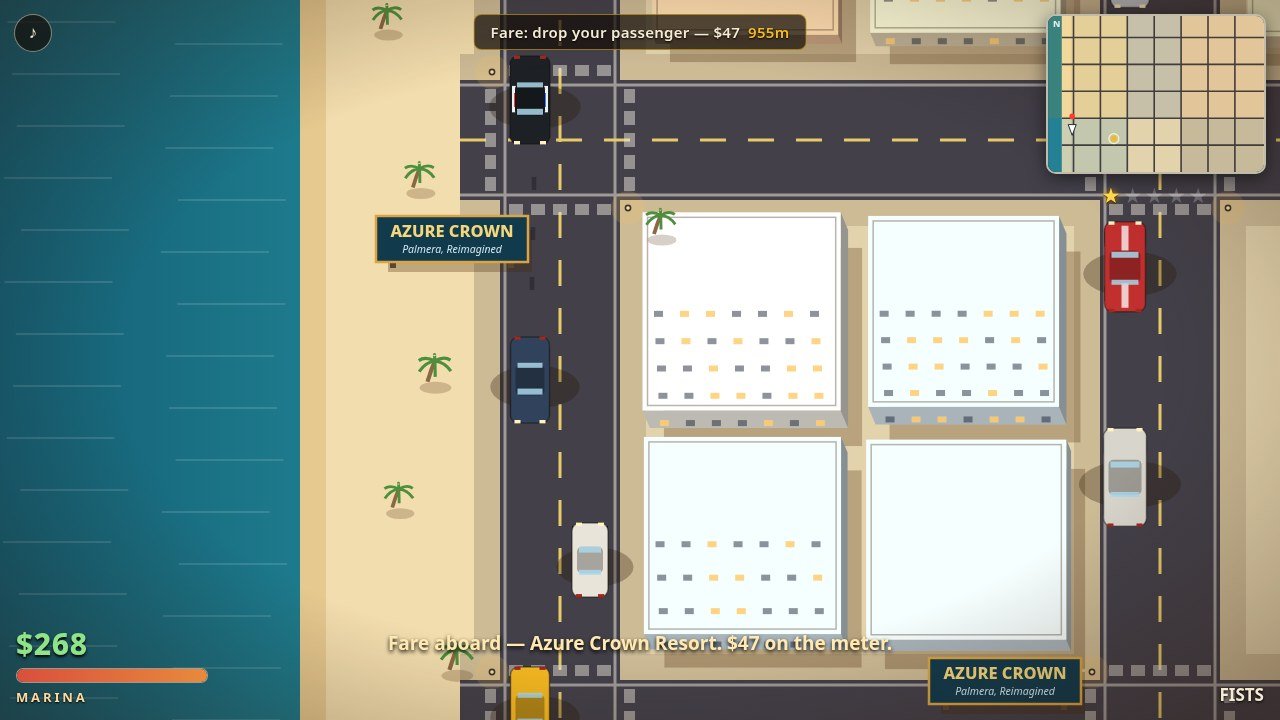 ♪
Fare: drop your passenger — $47 955m
N
AZURE CROWN
Palmera, Reimagined
Fare aboard — Azure Crown Resort. $47 on the meter.
$268
MARINA
AZURE CROWN
Palmera, Reimagined
FISTS